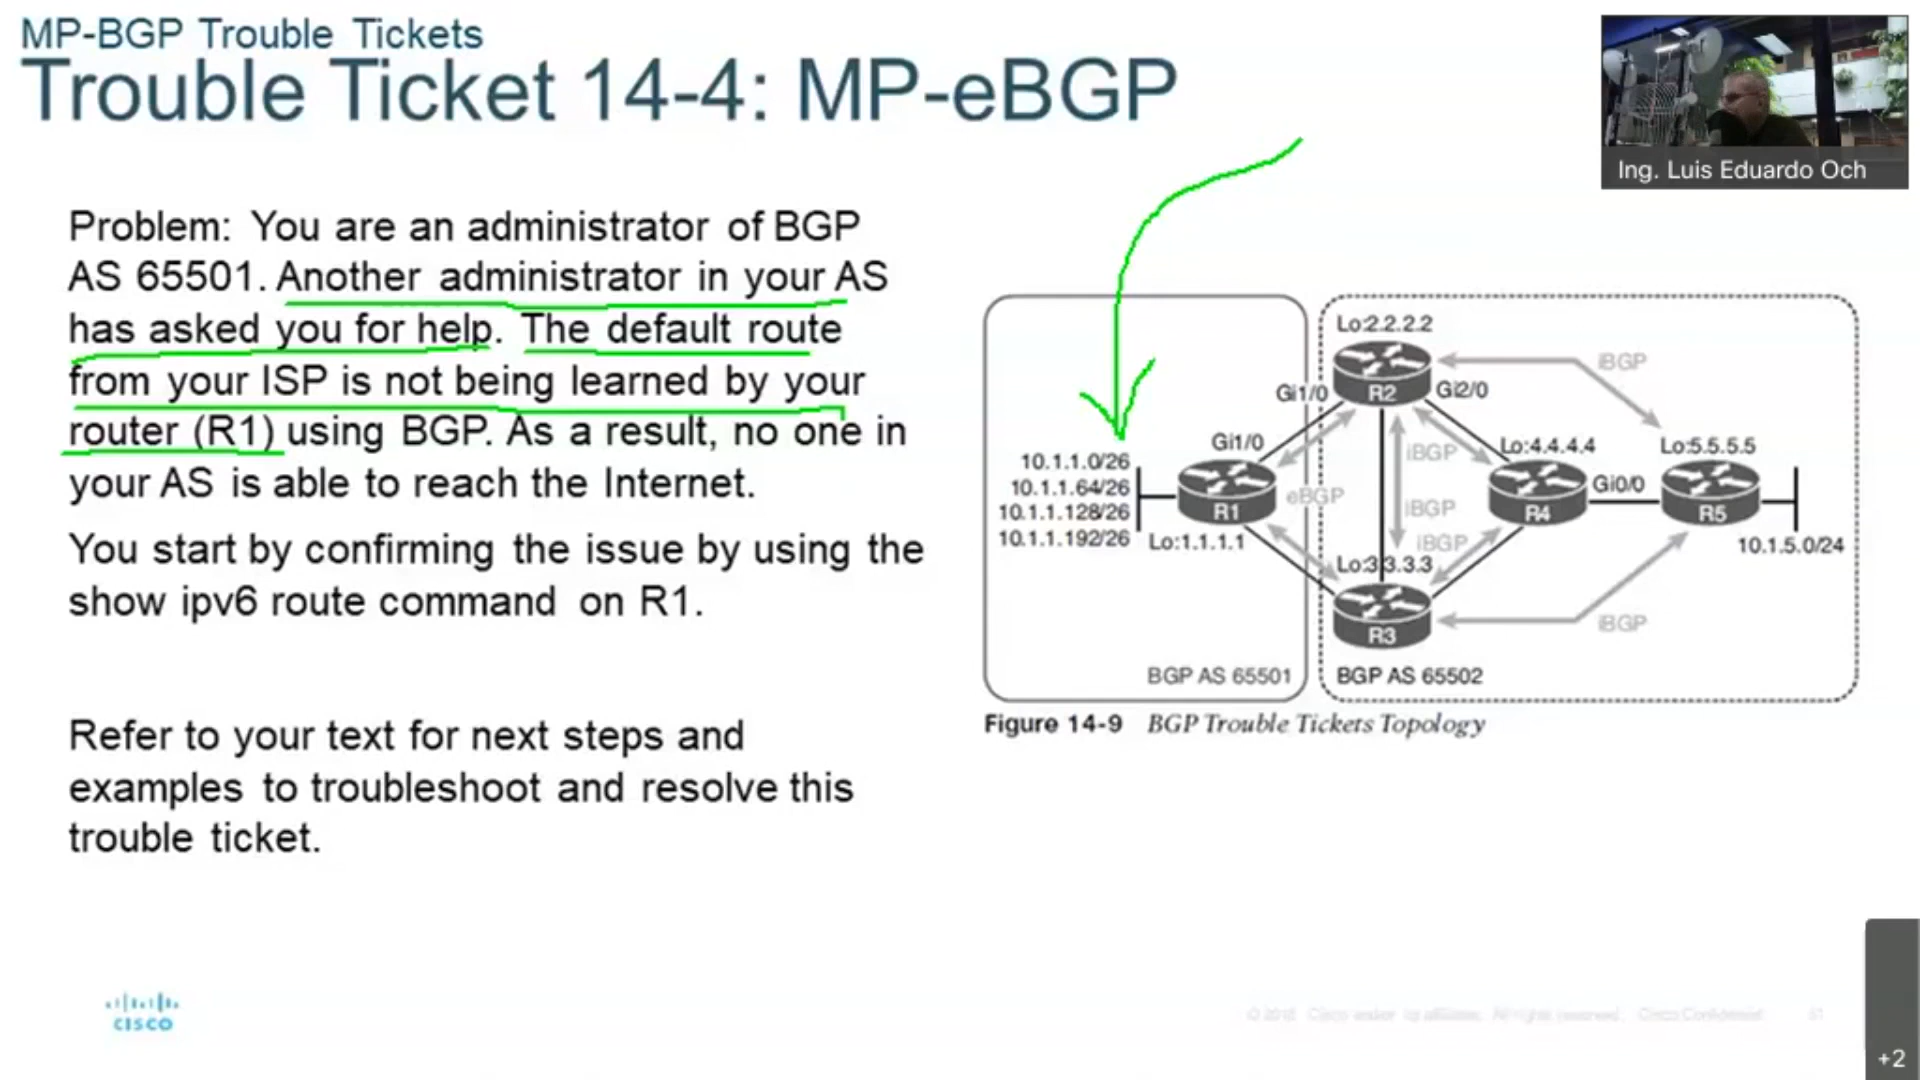 MP-BGP Trouble Tickets
Trouble Ticket 14-4: MP-eBGP
Ing. Luis Eduardo Och
Problem: You are an administrator of BGP
AS 65501. Another administrator in your AS
has asked you for help. The default route
from your ISP is not being learned by your
router (R1) using BGP. As a result, no one in
your AS is able to reach the Internet.
You start by confirming the issue by using the
show ipv6 route command on R1.
Refer to your text for next steps and
examples to troubleshoot and resolve this
trouble ticket.
Lo:2.2.2.2
iBGP
Gi1/0
R2
Gi2/0
Gi1/0
iBGP
Lo:4.4.4.4
Lo:5.5.5.5
10.1.1.0/26
10.1.1.64/26
10.1.1.128/26
10.1.1.192/26
R1
eBGP
iBGP
R4
Gi0/0
R5
Lo:1.1.1.1
iBGP
10.1.5.0/24
Lo:3.3.3.3
R3
iBGP
BGP AS 65501
BGP AS 65502
Figure 14-9 BGP Trouble Tickets Topology
CISCO
© Cisco All rights reserved. Cisco Confidential
+2